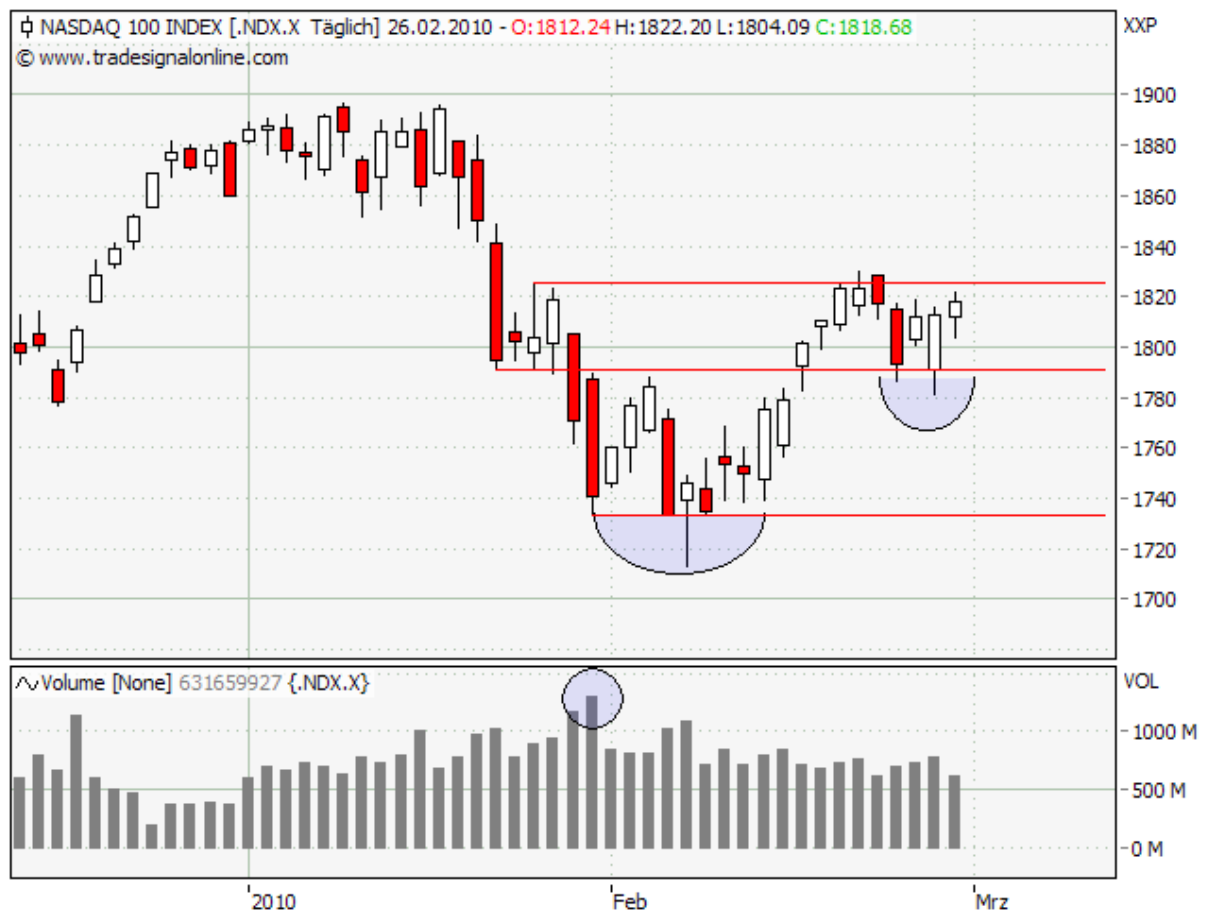 NASDAQ 100 INDEX [.NDX.X Täglich] 26.02.2010 - O:1812.24 H:1822.20 L:1804.09 C:1818.68
XXP
© www.tradesignalonline.com
1900
1880
1860
1840
1820
1800
1780
1760
1740
1720
1700
Volume [None] 631659927 {.NDX.X}
VOL
1000 M
500 M
0 M
2010 Feb Mrz